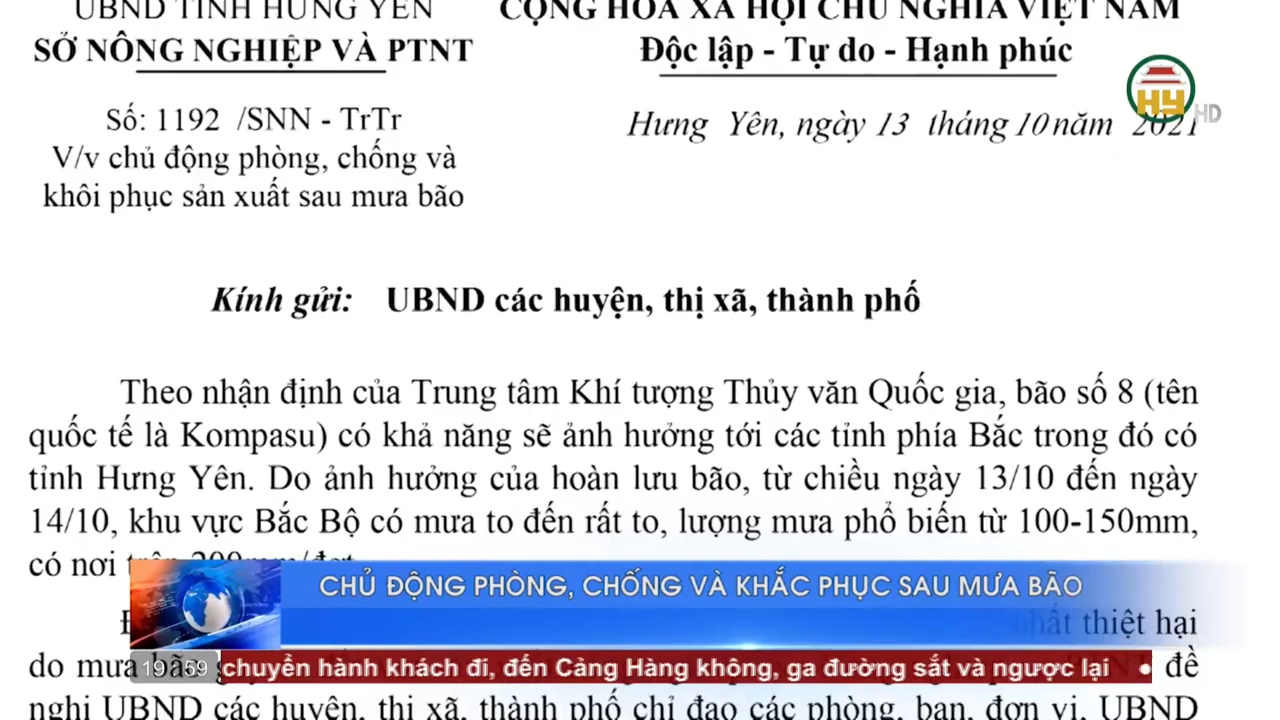 UBND TỈNH HƯNG YÊN
SỞ NÔNG NGHIỆP VÀ PTNT
CỘNG HÒA XÃ HỘI CHỦ NGHĨA VIỆT NAM
Độc lập - Tự do - Hạnh phúc
HY HD
Số: 1192 /SNN - TrTr
V/v chủ động phòng, chống và
khôi phục sản xuất sau mưa bão
Hưng Yên, ngày 13 tháng 10 năm 2021
Kính gửi: UBND các huyện, thị xã, thành phố
Theo nhận định của Trung tâm Khí tượng Thủy văn Quốc gia, bão số 8 (tên
quốc tế là Kompasu) có khả năng sẽ ảnh hưởng tới các tỉnh phía Bắc trong đó có
tỉnh Hưng Yên. Do ảnh hưởng của hoàn lưu bão, từ chiều ngày 13/10 đến ngày
14/10, khu vực Bắc Bộ có mưa to đến rất to, lượng mưa phổ biến từ 100-150mm,
có nơi trên 200mm/đợt
CHỦ ĐỘNG PHÒNG, CHỐNG VÀ KHẮC PHỤC SAU MƯA BÃO
nhất thiệt hại
do mưa bão
đề
19:59 chuyển hành khách đi, đến Cảng Hàng không, ga đường sắt và ngược lại •
nghị UBND các huyện, thị xã, thành phố chỉ đạo các phòng, ban, đơn vị, UBND